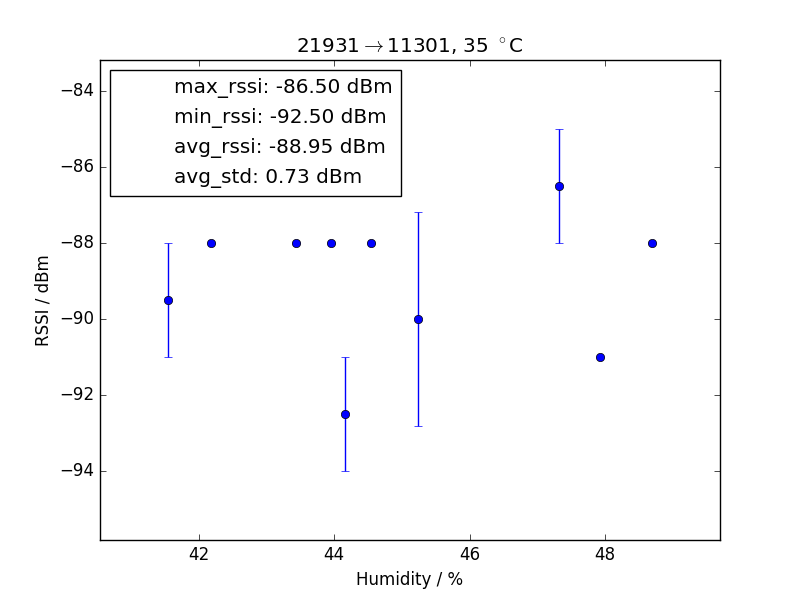 21931→11301, 35 °C
max_rssi: -86.50 dBm
min_rssi: -92.50 dBm
avg_rssi: -88.95 dBm
avg_std: 0.73 dBm
−84
−86
−88
−90
−92
−94
RSSI / dBm
42 44 46 48
Humidity / %